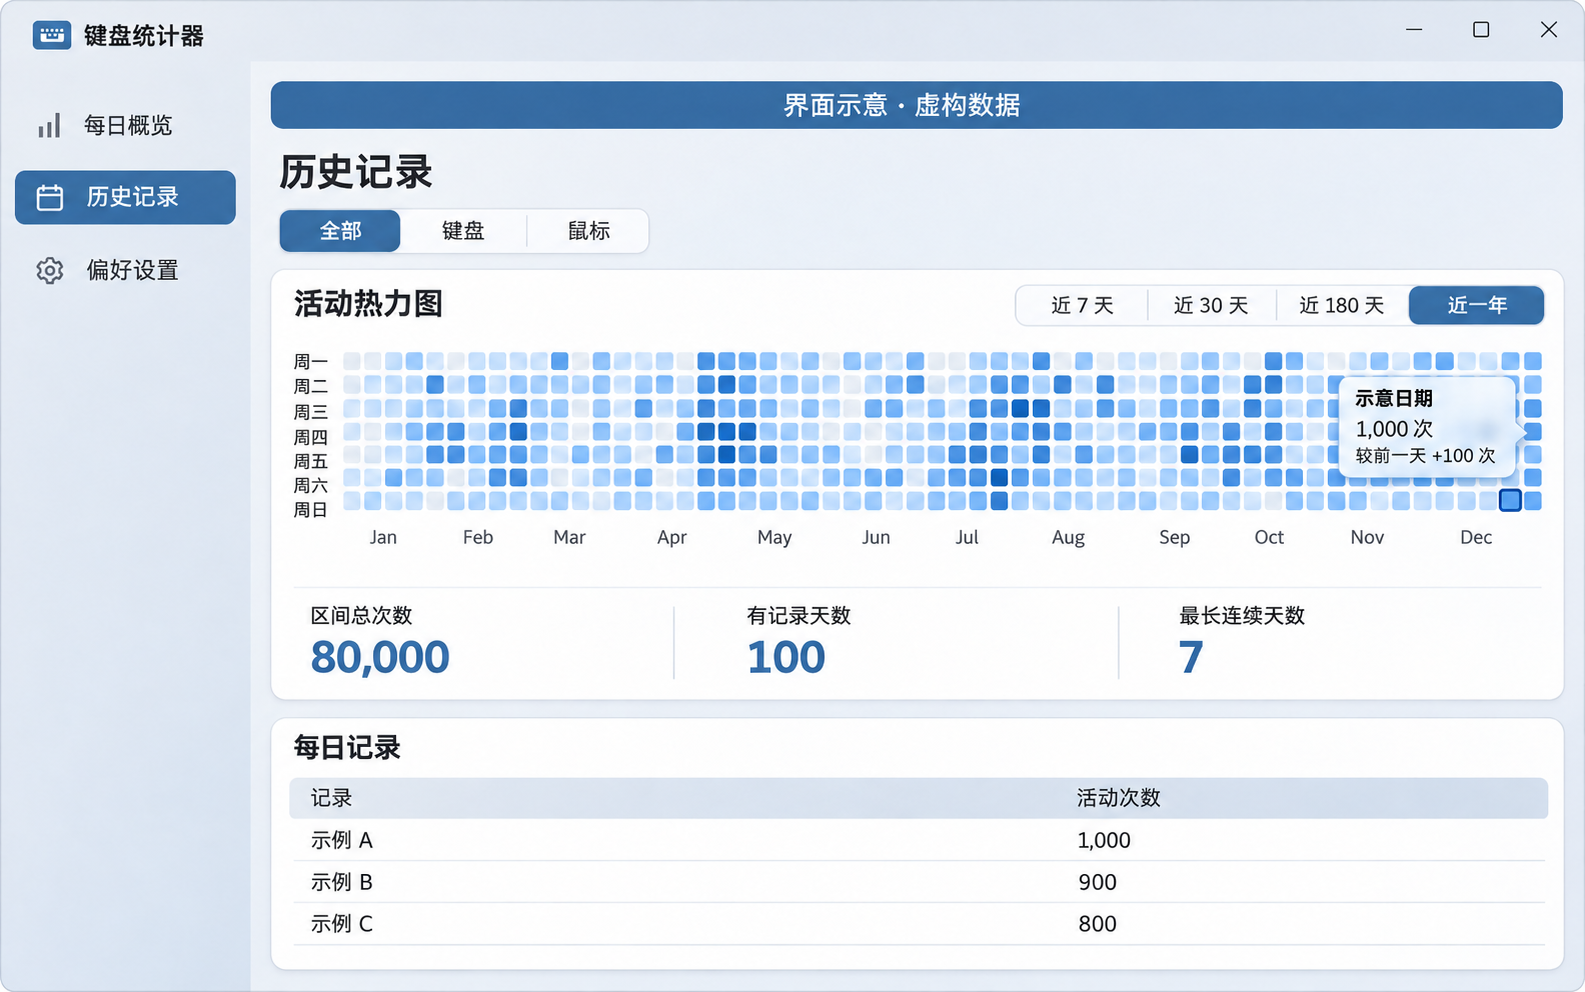 键盘统计器
每日概览
历史记录
偏好设置
界面示意 · 虚构数据
历史记录
全部 键盘 鼠标
活动热力图
近 7 天 近 30 天 近 180 天 近一年
周一
周二
周三
周四
周五
周六
周日
示意日期
1,000 次
较前一天 +100 次
Jan Feb Mar Apr May Jun Jul Aug Sep Oct Nov Dec
区间总次数 有记录天数 最长连续天数
80,000 100 7
每日记录
记录 活动次数
示例 A 1,000
示例 B 900
示例 C 800